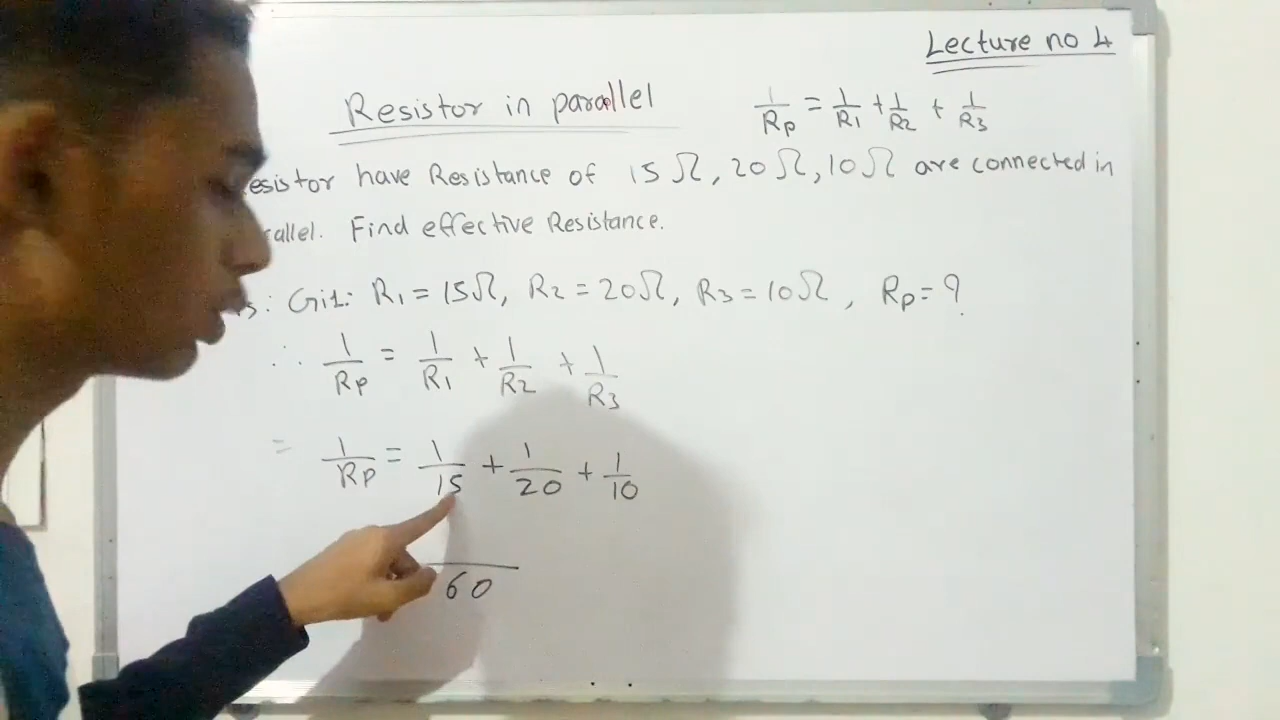 Lecture no 4
Resistor in parallel
1/Rp = 1/R1 + 1/R2 + 1/R3
esistor have Resistance of 15 Ω, 20 Ω, 10 Ω are connected in
allel. Find effective Resistance.
s: Gi1: R1 = 15Ω, R2 = 20Ω, R3 = 10Ω, Rp = ?
∴ 1/Rp = 1/R1 + 1/R2 + 1/R3
= 1/Rp = 1/15 + 1/20 + 1/10
60